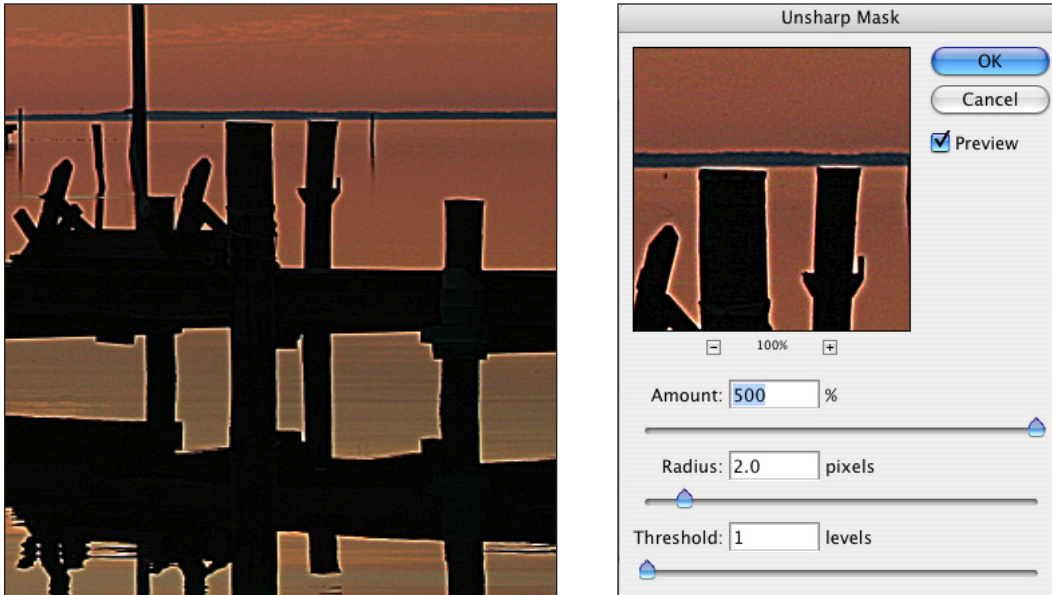 Unsharp Mask
OK
Cancel
Preview
100%
Amount: 500 %
Radius: 2.0 pixels
Threshold: 1 levels